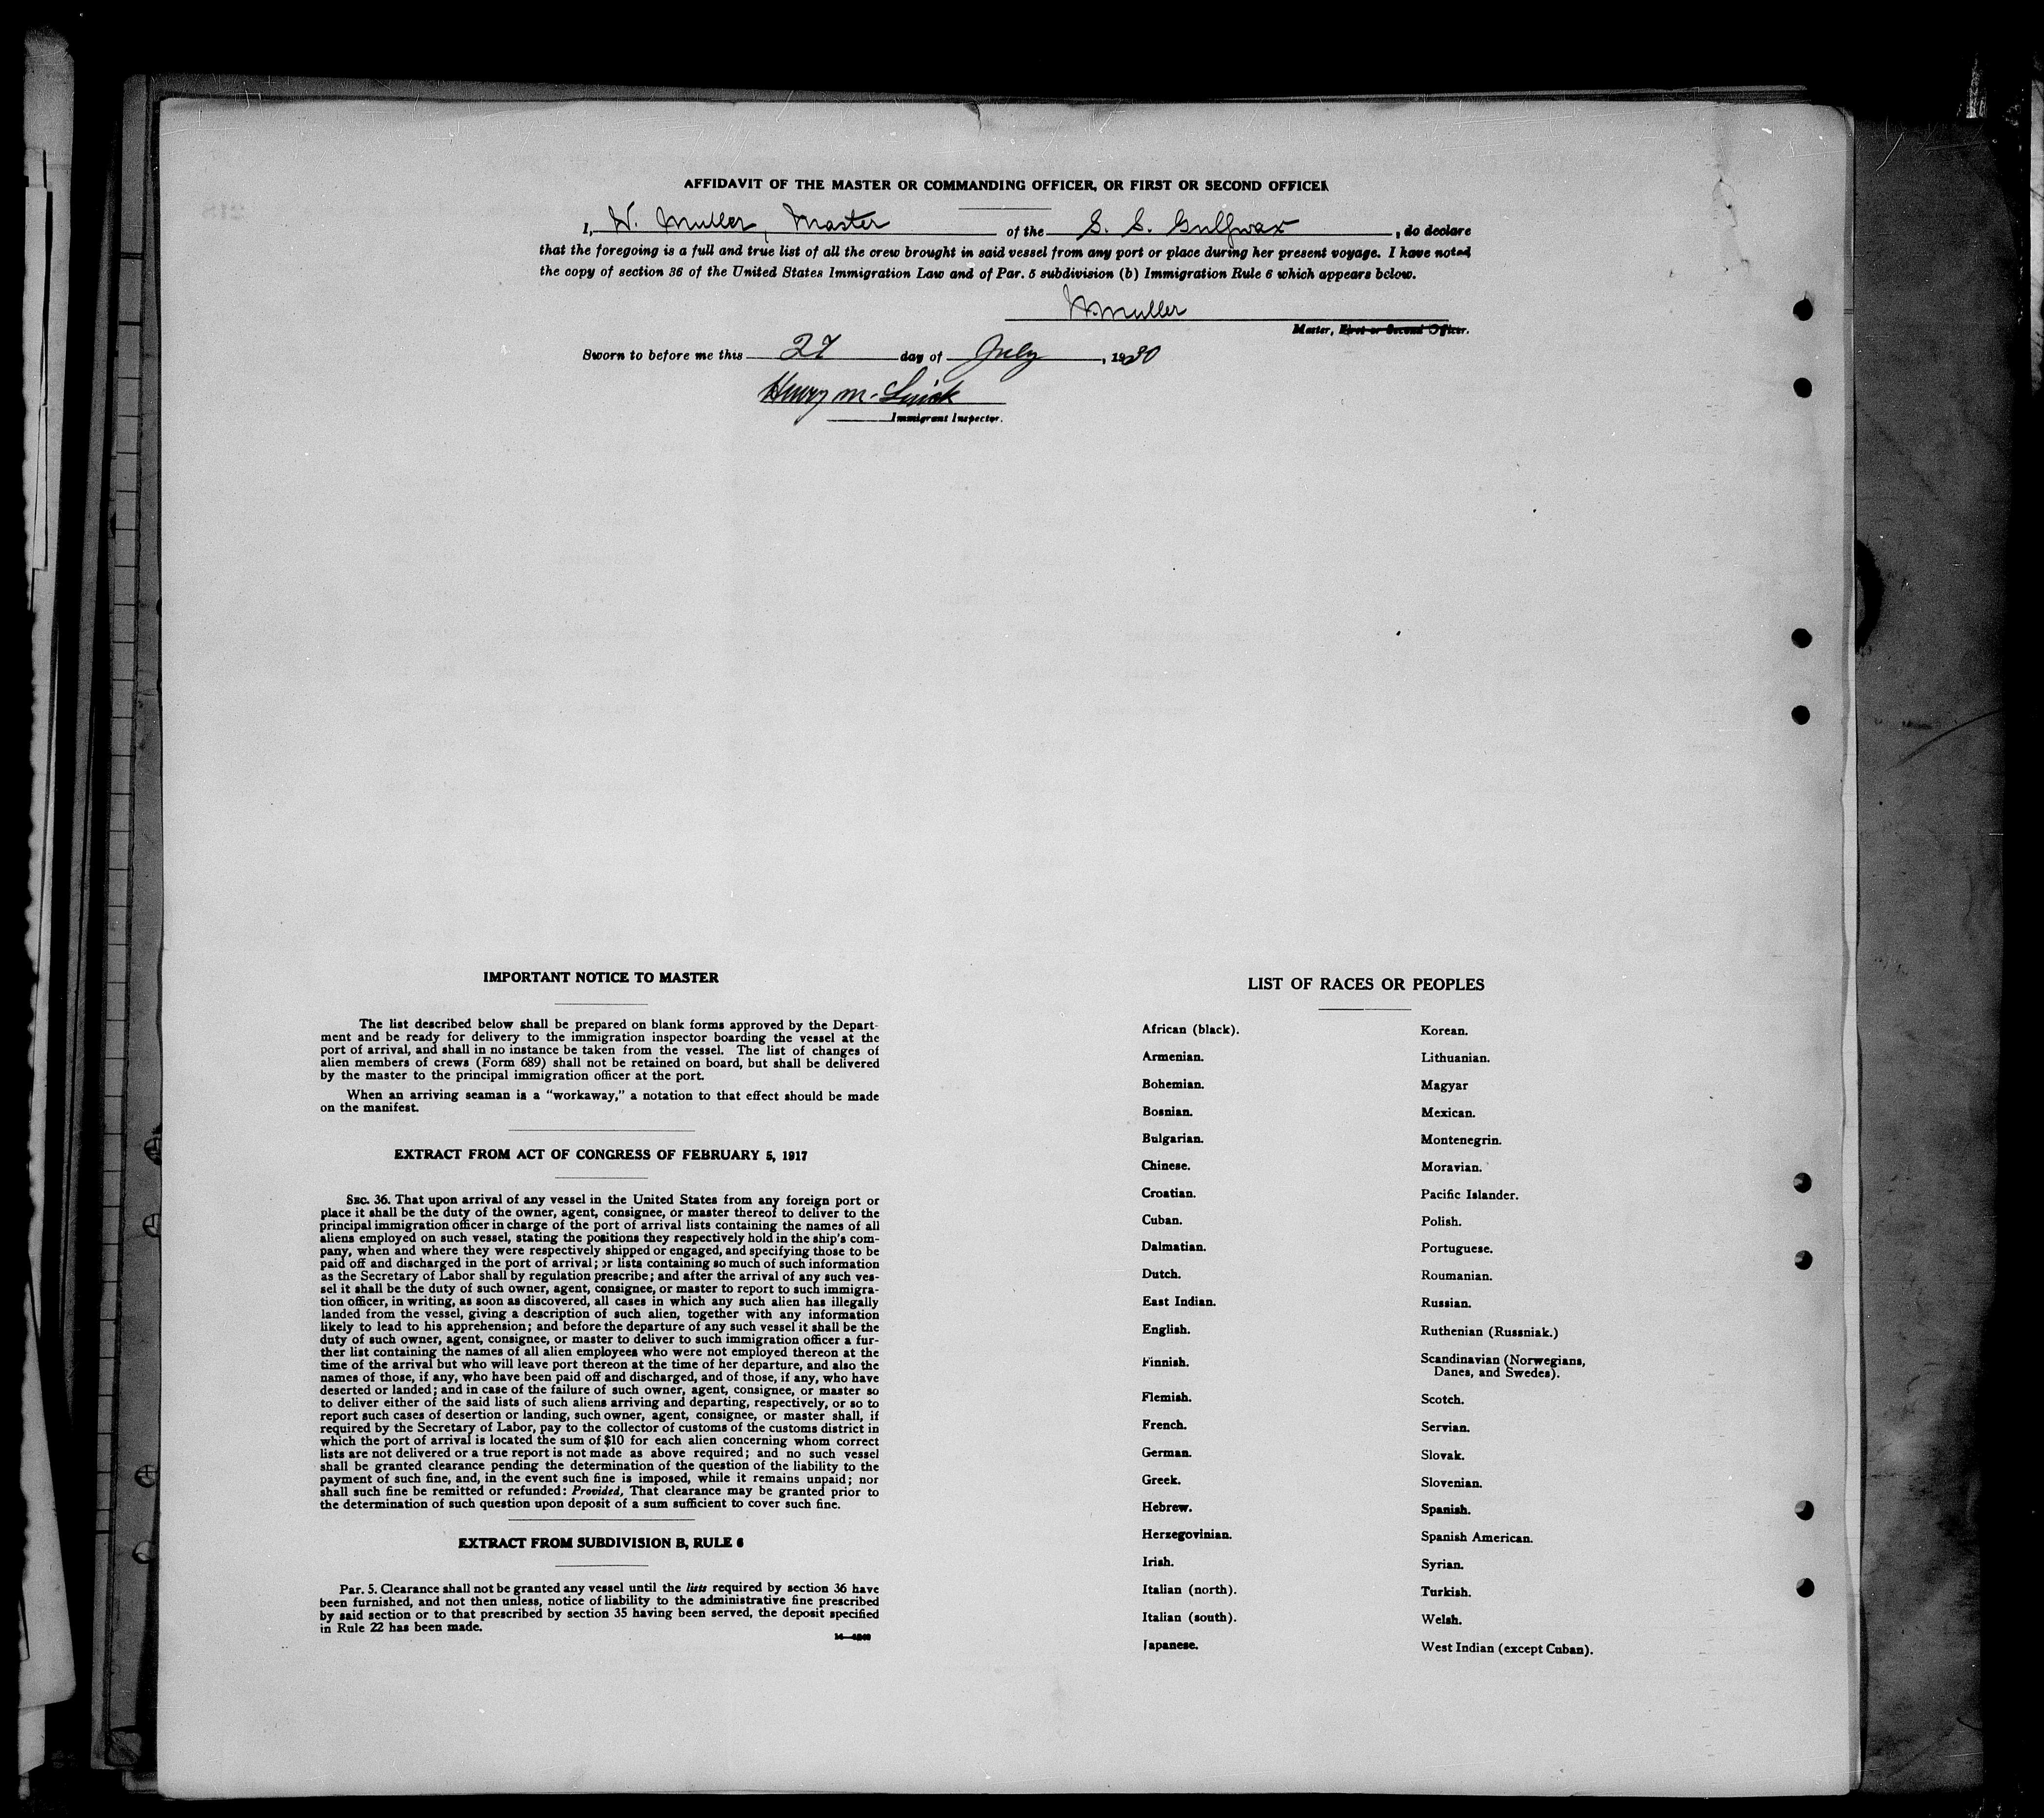 AFFIDAVIT OF THE MASTER OR COMMANDING OFFICER, OR FIRST OR SECOND OFFICER
I, W. Muller, Master of the S. S. Gulfwax, do declare
that the foregoing is a full and true list of all the crew brought in said vessel from any port or place during her present voyage. I have noted
the copy of section 36 of the United States Immigration Law and of Par. 5 subdivision (b) Immigration Rule 6 which appears below.
W. Muller
Master, First or Second Officer.
Sworn to before me this 27 day of July, 1930
Henry M.
Immigrant Inspector.
IMPORTANT NOTICE TO MASTER
The list described below shall be prepared on blank forms approved by the Depart-
ment and be ready for delivery to the immigration inspector boarding the vessel at the
port of arrival, and shall in no instance be taken from the vessel. The list of changes of
alien members of crews (Form 689) shall not be retained on board, but shall be delivered
by the master to the principal immigration officer at the port.
When an arriving seaman is a "workaway," a notation to that effect should be made
on the manifest.
EXTRACT FROM ACT OF CONGRESS OF FEBRUARY 5, 1917
SEC. 36. That upon arrival of any vessel in the United States from any foreign port or
place it shall be the duty of the owner, agent, consignee, or master thereof to deliver to the
principal immigration officer in charge of the port of arrival lists containing the names of all
aliens employed on such vessel, stating the positions they respectively hold in the ship's com-
pany, when and where they were respectively shipped or engaged, and specifying those to be
paid off and discharged in the port of arrival; or lists containing so much of such information
as the Secretary of Labor shall by regulation prescribe; and after the arrival of any such ves-
sel it shall be the duty of such owner, agent, consignee, or master to report to such immigra-
tion officer, in writing, as soon as discovered, all cases in which any such alien has illegally
landed from the vessel, giving a description of such alien, together with any information
likely to lead to his apprehension; and before the departure of any such vessel it shall be the
duty of such owner, agent, consignee, or master to deliver to such immigration officer a fur-
ther list containing the names of all alien employees who were not employed thereon at the
time of the arrival but who will leave port thereon at the time of her departure, and also the
names of those, if any, who have been paid off and discharged, and of those, if any, who have
deserted or landed; and in case of the failure of such owner, agent, consignee, or master so
to deliver either of the said lists of such aliens arriving and departing, respectively, or so to
report such cases of desertion or landing, such owner, agent, consignee, or master shall, if
required by the Secretary of Labor, pay to the collector of customs of the customs district in
which the port of arrival is located the sum of $10 for each alien concerning whom correct
lists are not delivered or a true report is not made as above required; and no such vessel
shall be granted clearance pending the determination of the question of the liability to the
payment of such fine, and, in the event such fine is imposed, while it remains unpaid; nor
shall such fine be remitted or refunded: Provided, That clearance may be granted prior to
the determination of such question upon deposit of a sum sufficient to cover such fine.
EXTRACT FROM SUBDIVISION B, RULE 6
Par. 5. Clearance shall not be granted any vessel until the lists required by section 36 have
been furnished, and not then unless, notice of liability to the administrative fine prescribed
by said section or to that prescribed by section 35 having been served, the deposit specified
in Rule 22 has been made.
LIST OF RACES OR PEOPLES
African (black).
Armenian.
Bohemian.
Bosnian.
Bulgarian.
Chinese.
Croatian.
Cuban.
Dalmatian.
Dutch.
East Indian.
English.
Finnish.
Flemish.
French.
German.
Greek.
Hebrew.
Herzegovinian.
Irish.
Italian (north).
Italian (south).
Japanese.
Korean.
Lithuanian.
Magyar
Mexican.
Montenegrin.
Moravian.
Pacific Islander.
Polish.
Portuguese.
Roumanian.
Russian.
Ruthenian (Russniak.)
Scandinavian (Norwegians,
Danes, and Swedes).
Scotch.
Servian.
Slovak.
Slovenian.
Spanish.
Spanish American.
Syrian.
Turkish.
Welsh.
West Indian (except Cuban).